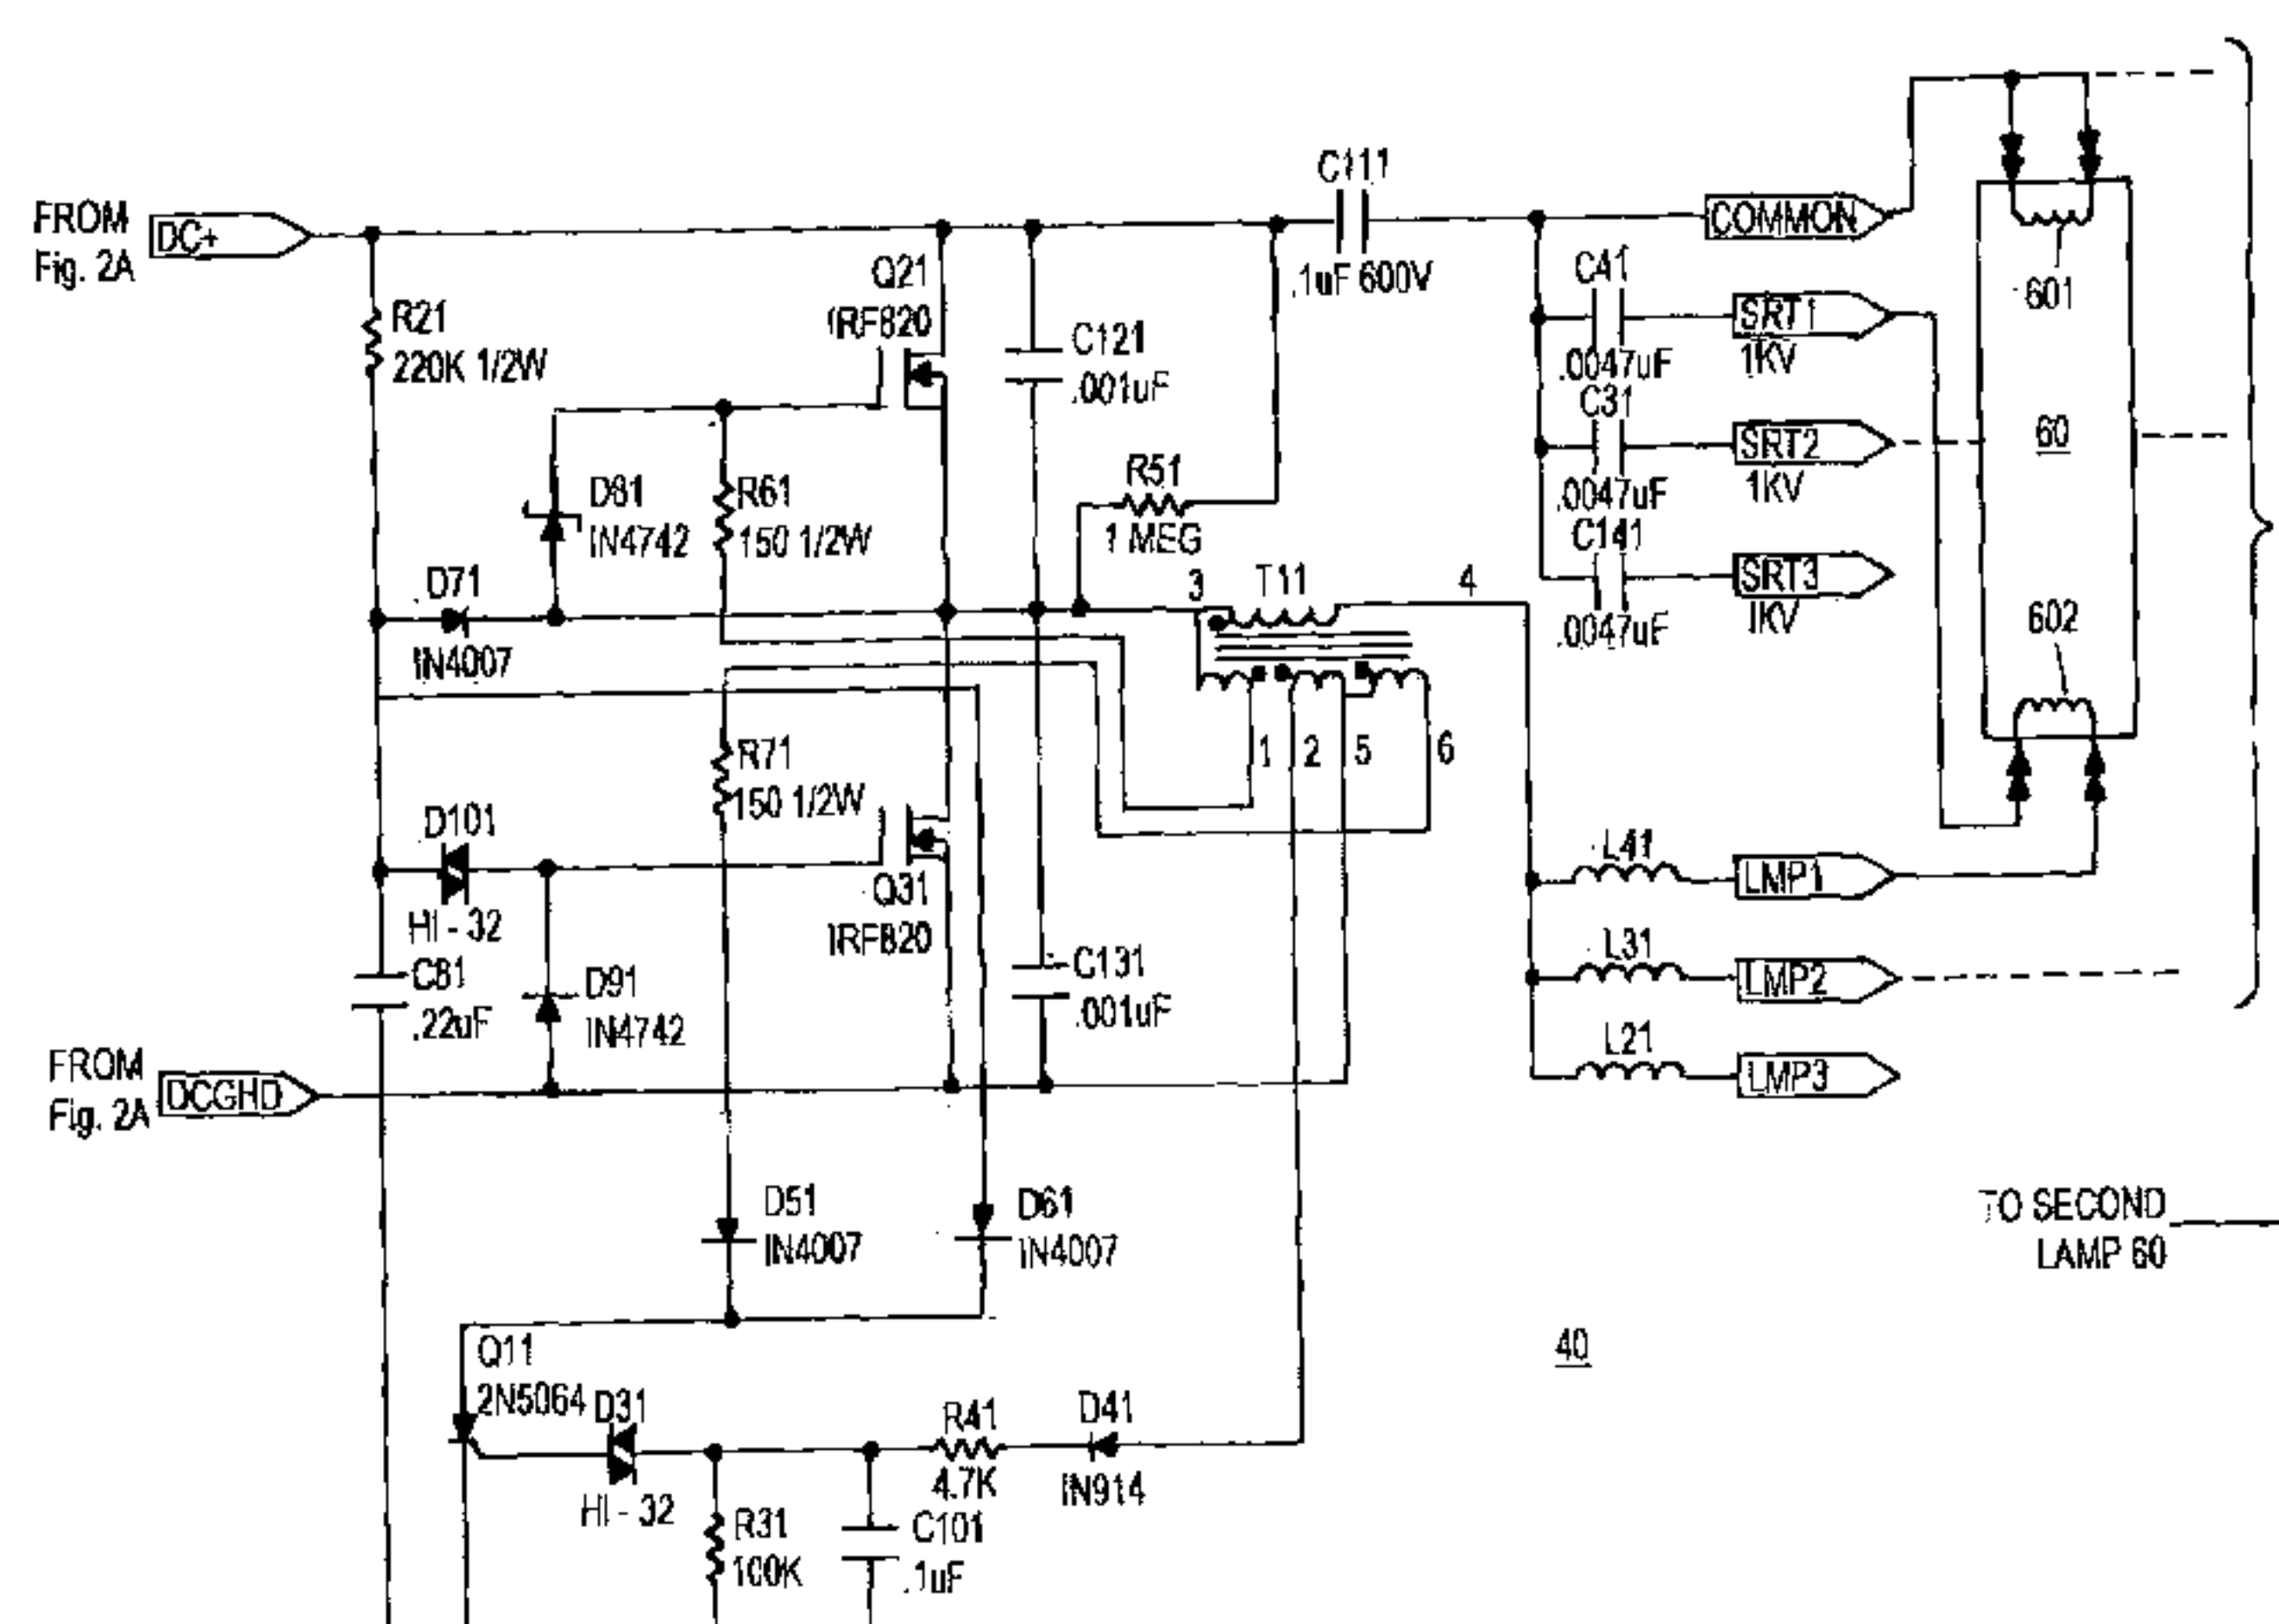 FROM
Fig. 2A
DC+
R21
220K 1/2W
Q21
IRF820
C121
.001uF
C111
.1uF 600V
COMMON
C41
.0047uF
SRT1
1KV
C31
.0047uF
SRT2
1KV
C141
.0047uF
SRT3
1KV
601
60
602
D81
IN4742
R61
150 1/2W
R51
1 MEG
D71
IN4007
3
T11
4
1
2
5
6
R71
150 1/2W
D101
HI - 32
Q31
IRF820
C81
.22uF
D91
IN4742
C131
.001uF
L41
LMP1
L31
LMP2
L21
LMP3
FROM
Fig. 2A
DCGHD
D51
IN4007
D61
IN4007
TO SECOND
LAMP 60
40
Q11
2N5064
D31
HI - 32
R41
4.7K
D41
IN914
R31
100K
C101
.1uF